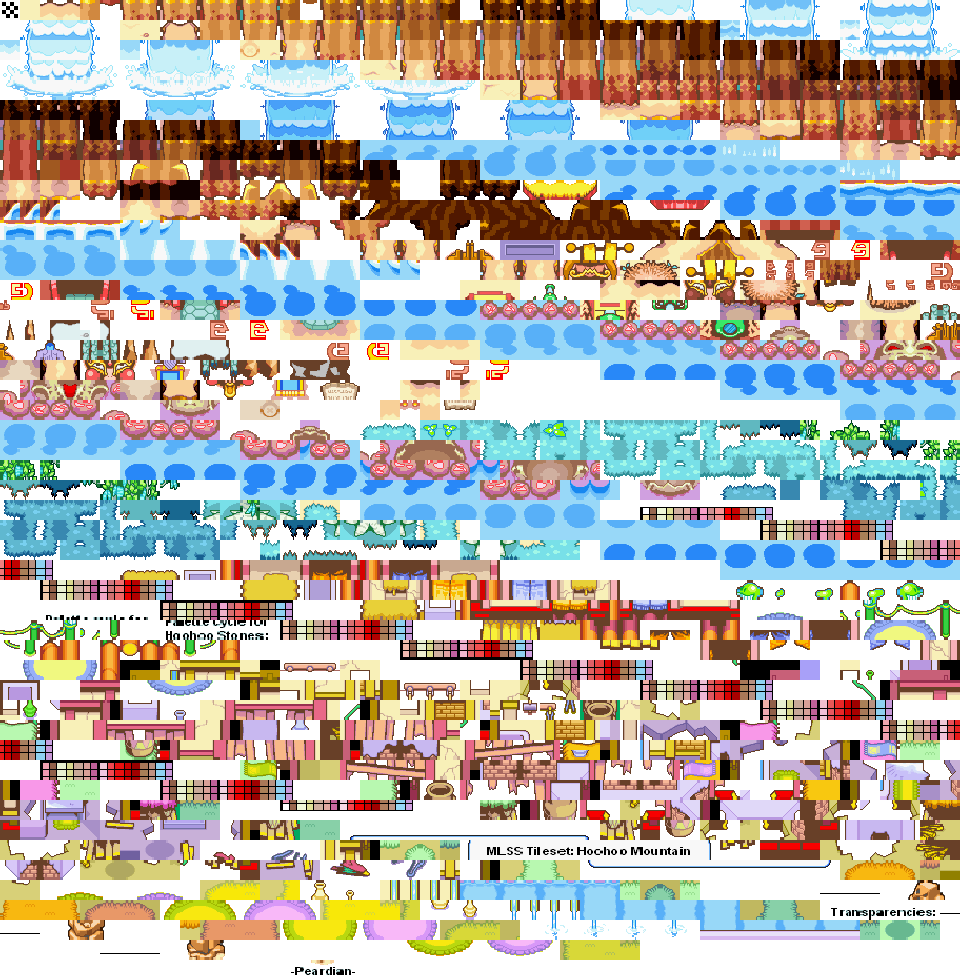 Palette cycle for
Hoohoo Stones:
MLSS Tileset: Hoohoo Mountain
Transparencies:
-Peardian-